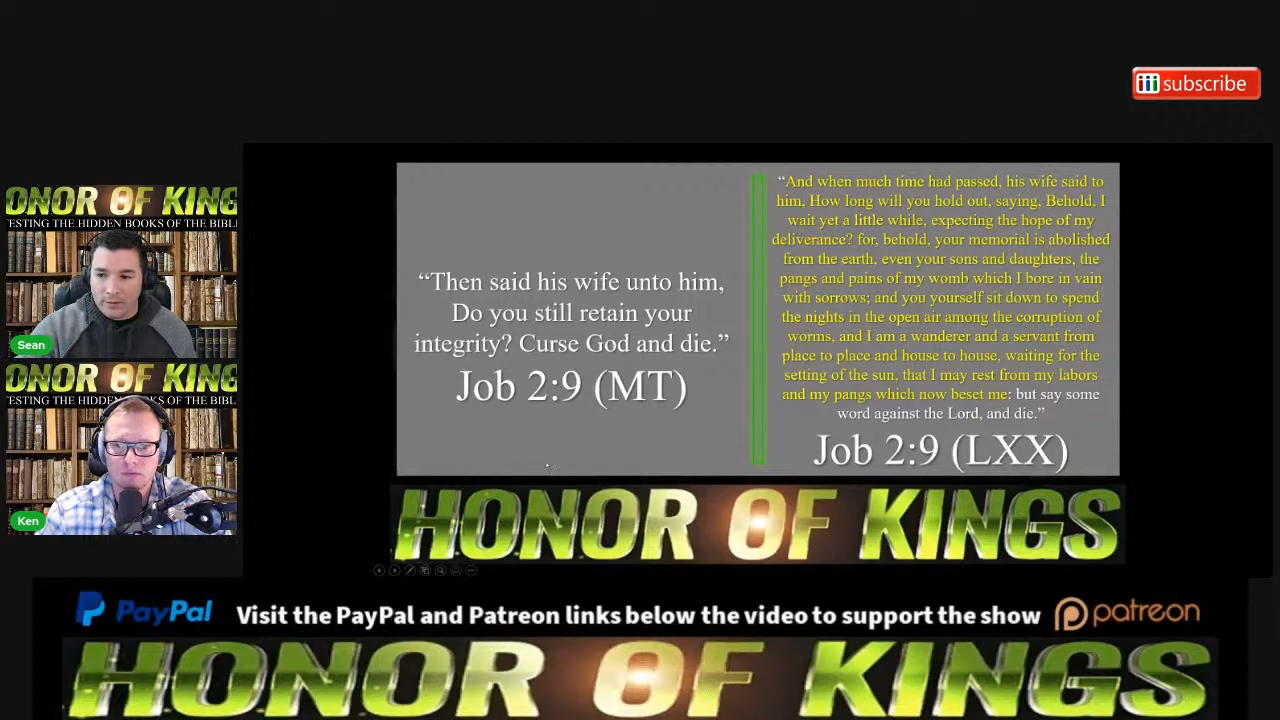 subscribe
ONOR OF KING
ESTING THE HIDDEN BOOKS OF THE BIBL
Sean
ONOR OF KING
ESTING THE HIDDEN BOOKS OF THE BIBL
Ken
“Then said his wife unto him,
Do you still retain your
integrity? Curse God and die.”
Job 2:9 (MT)
“And when much time had passed, his wife said to
him, How long will you hold out, saying, Behold, I
wait yet a little while, expecting the hope of my
deliverance? for, behold, your memorial is abolished
from the earth, even your sons and daughters, the
pangs and pains of my womb which I bore in vain
with sorrows; and you yourself sit down to spend
the nights in the open air among the corruption of
worms, and I am a wanderer and a servant from
place to place and house to house, waiting for the
setting of the sun, that I may rest from my labors
and my pangs which now beset me: but say some
word against the Lord, and die.”
Job 2:9 (LXX)
HONOR OF KINGS
PayPal Visit the PayPal and Patreon links below the video to support the show patreon
HONOR OF KINGS